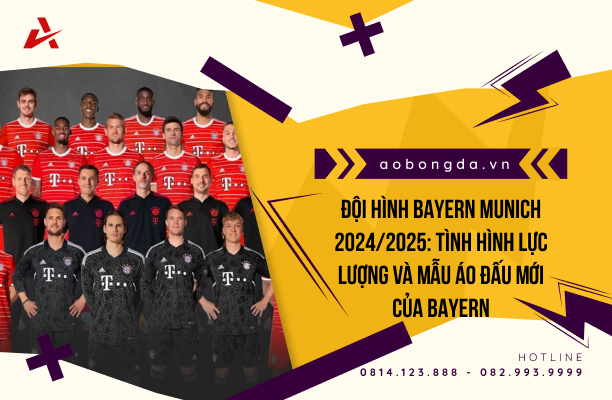 aobongda.vn
ĐỘI HÌNH BAYERN MUNICH
2024/2025: TÌNH HÌNH LỰC
LƯỢNG VÀ MẪU ÁO ĐẤU MỚI
CỦA BAYERN
HOTLINE
0814.123.888 - 082.993.9999
T
T
T
T